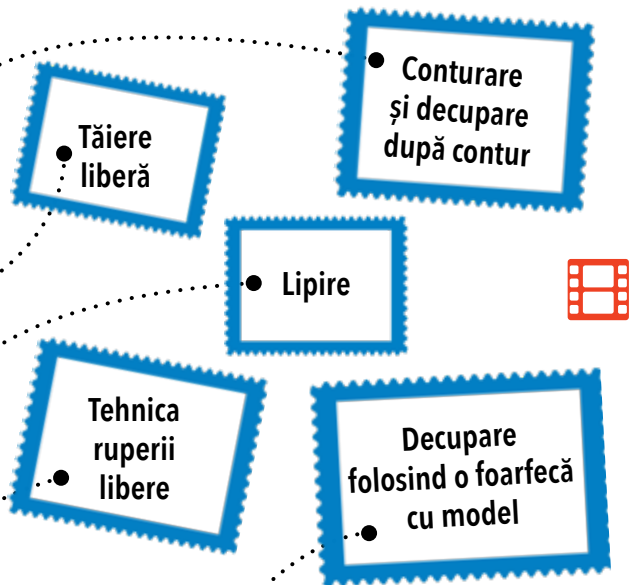 Conturare
și decupare
după contur
Tăiere
liberă
Lipire
Tehnica
ruperii
libere
Decupare
folosind o foarfecă
cu model